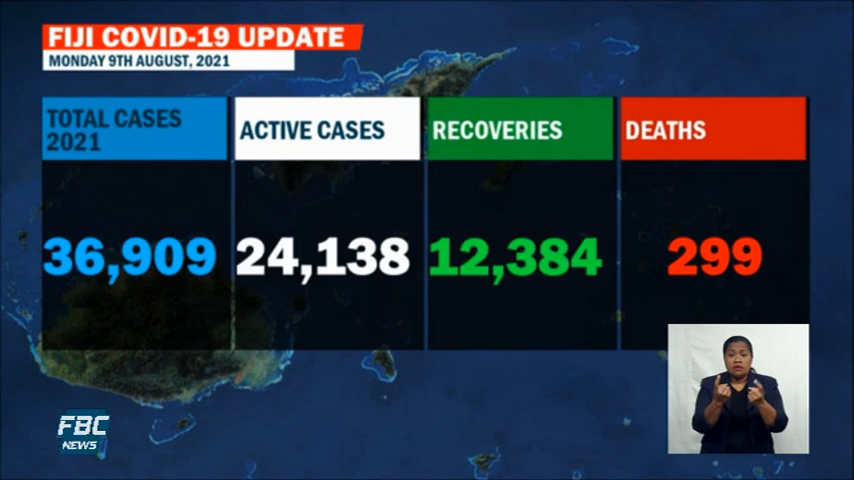 FIJI COVID-19 UPDATE
MONDAY 9TH AUGUST, 2021
TOTAL CASES
2021
ACTIVE CASES
RECOVERIES
DEATHS
36,909
24,138
12,384
299
FBC
NEWS